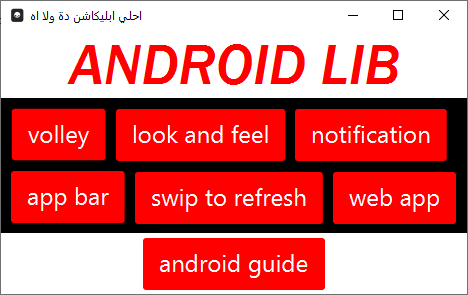 احلي ابليكاشن دة ولا اه
ANDROID LIB
volley look and feel notification
app bar swip to refresh web app
android guide